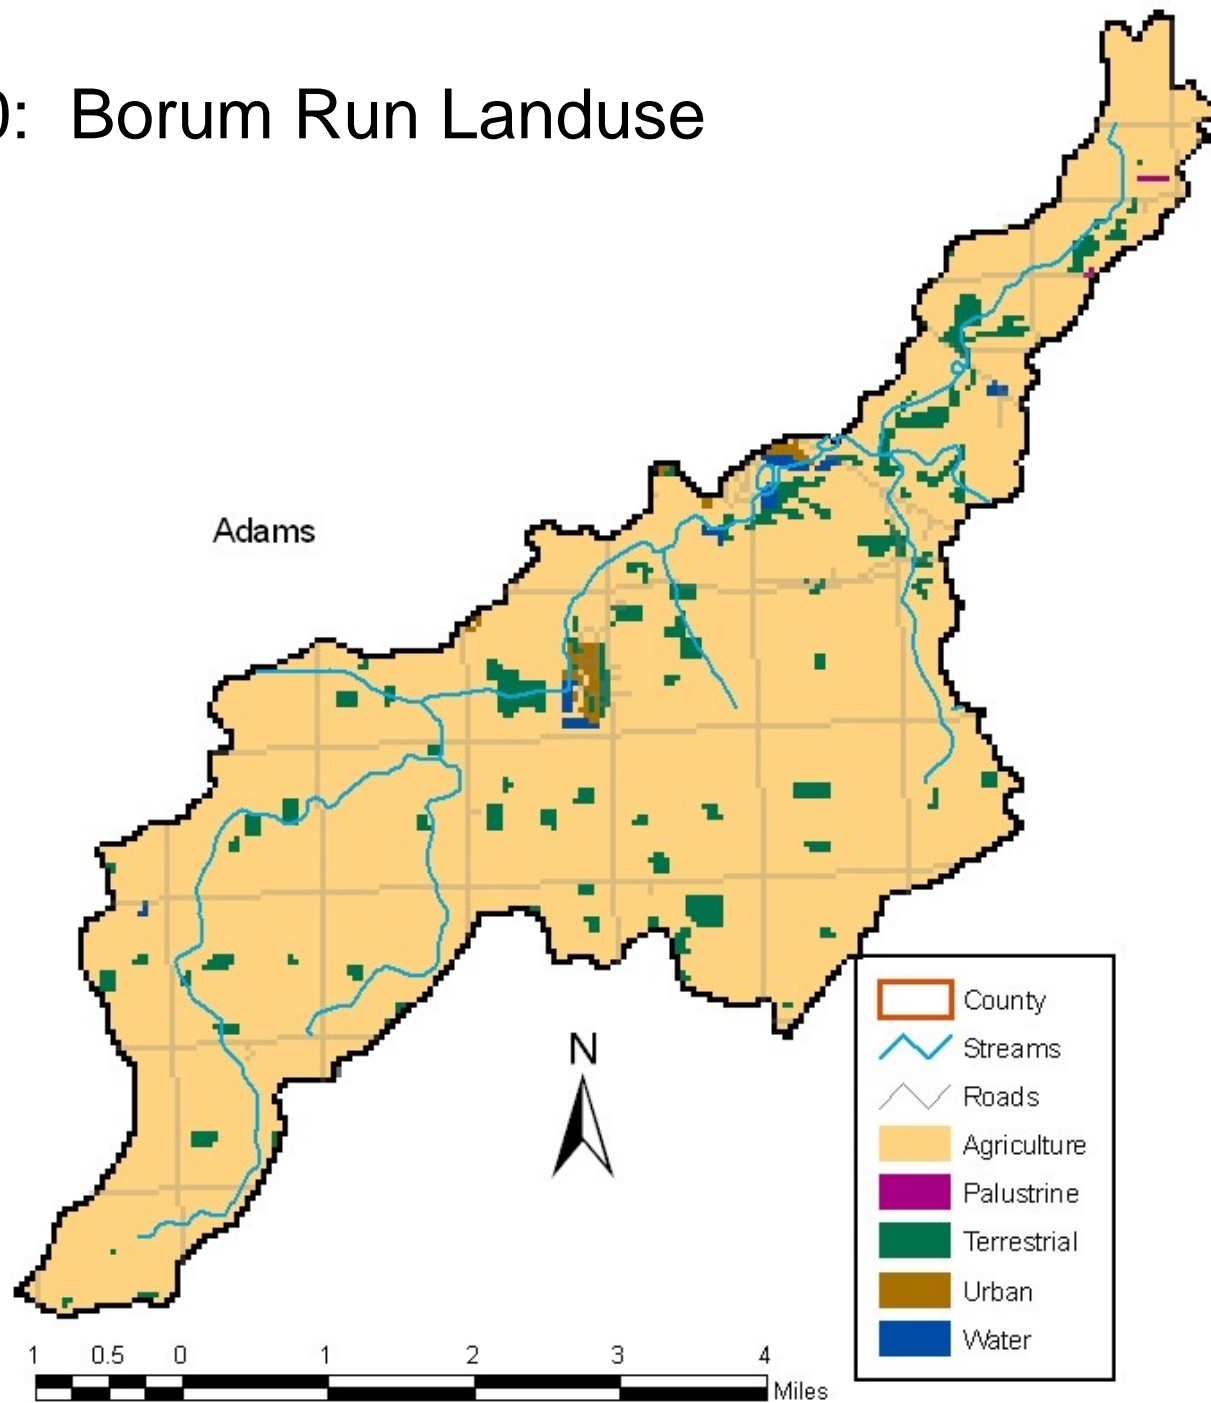 0: Borum Run Landuse
Adams
N
County
Streams
Roads
Agriculture
Palustrine
Terrestrial
Urban
Water
1 0.5 0 1 2 3 4
Miles